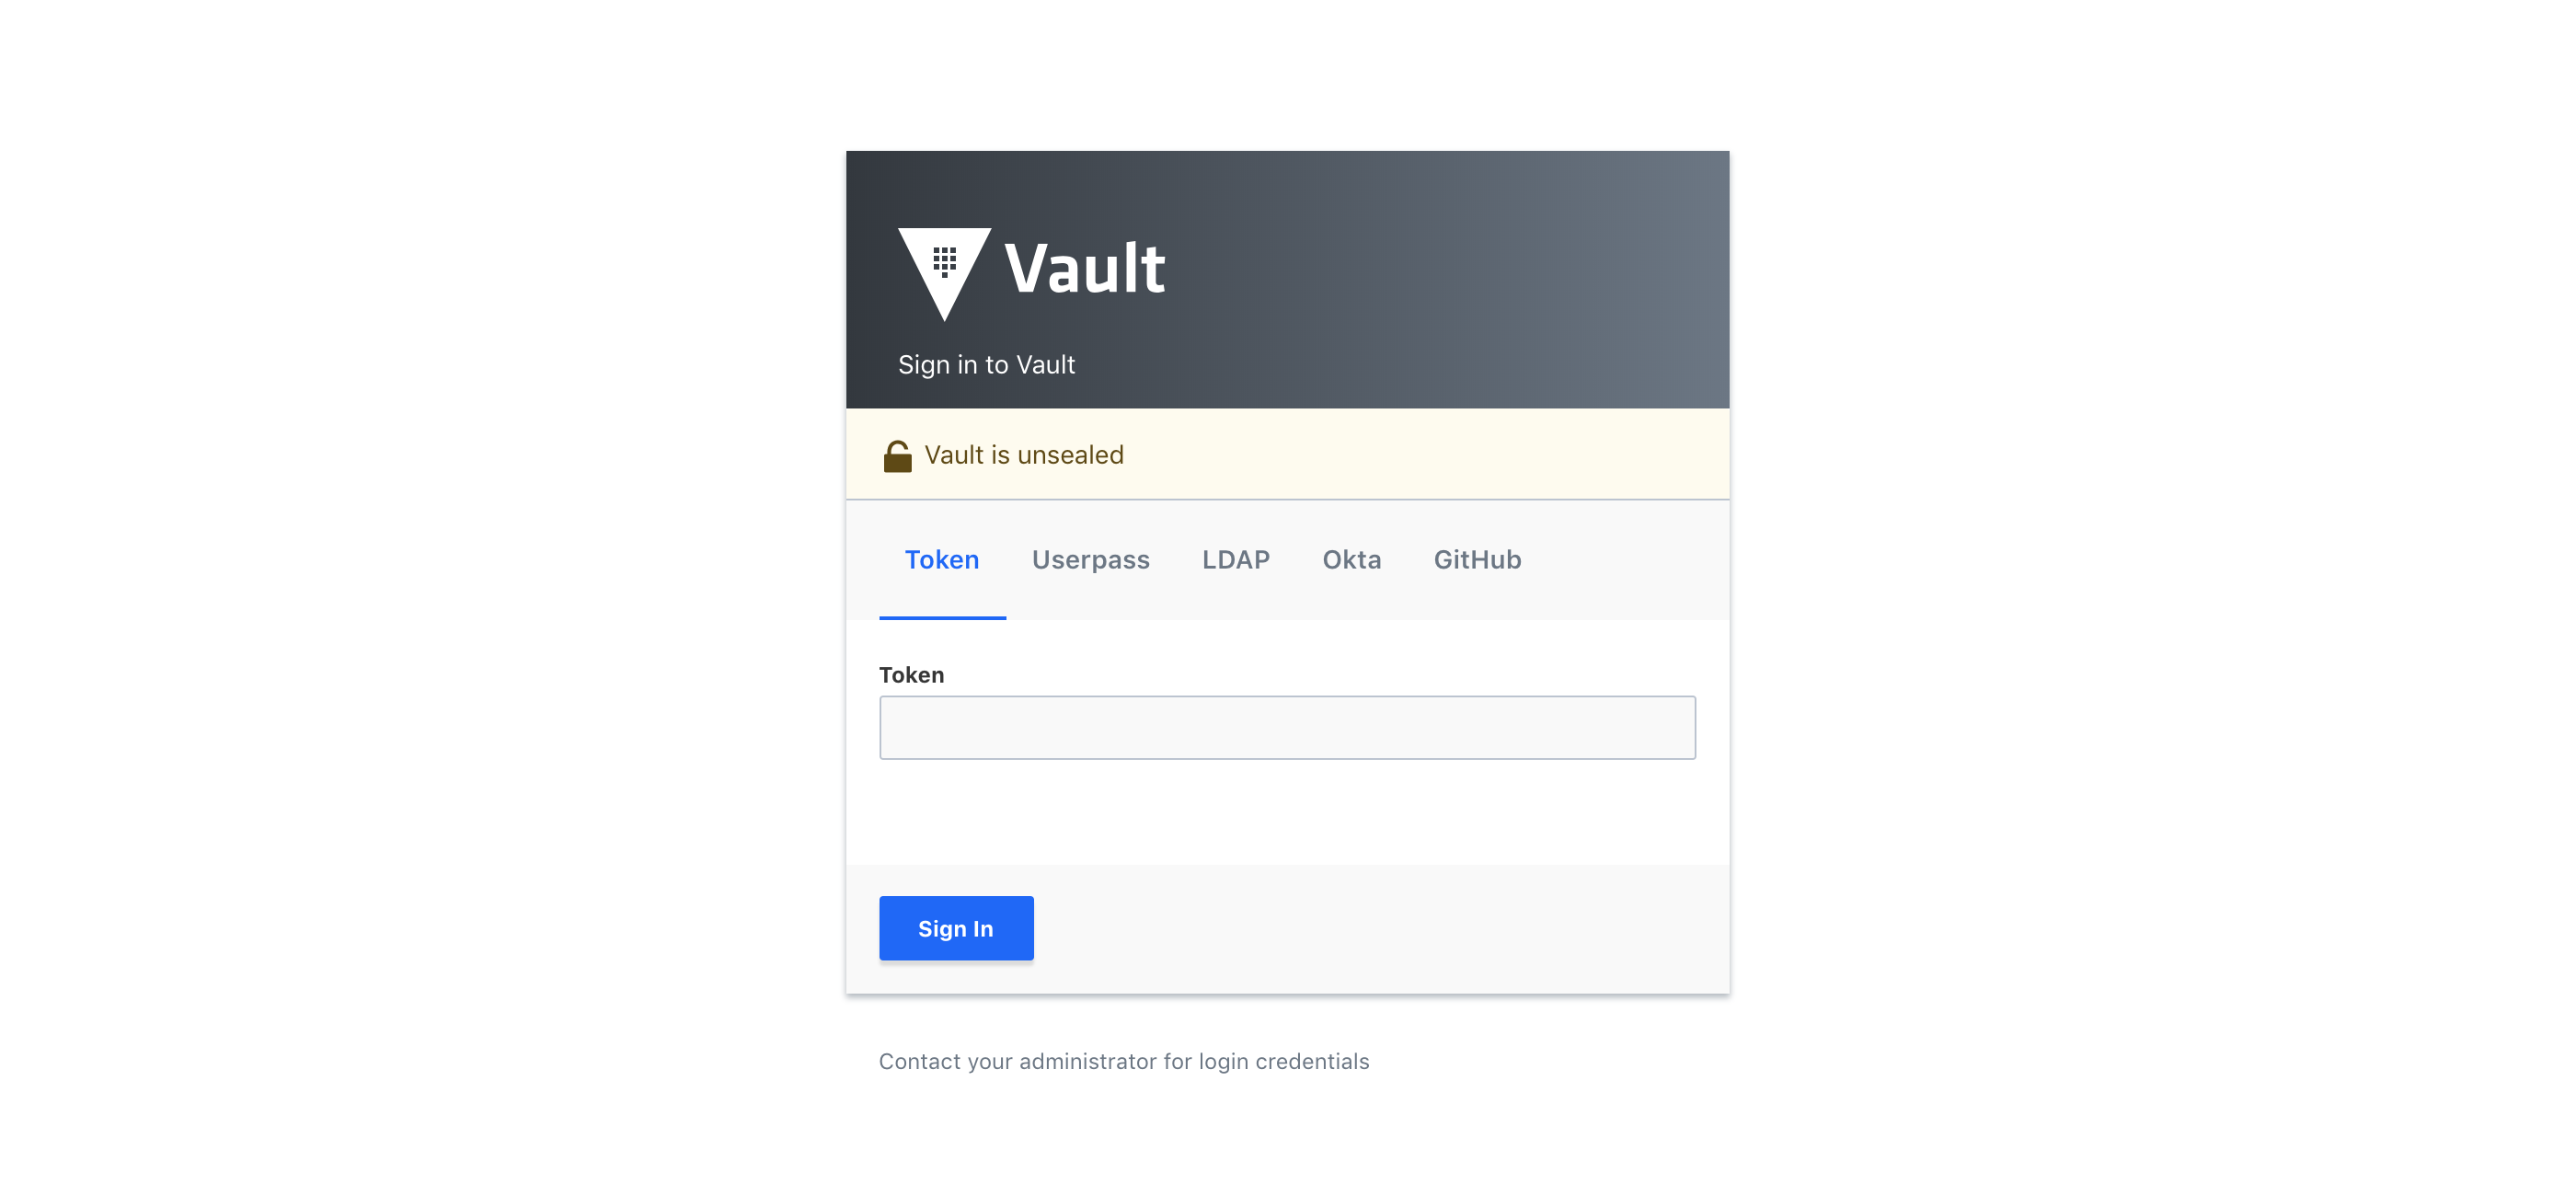 Vault
Sign in to Vault
Vault is unsealed
Token Userpass LDAP Okta GitHub
Token
Sign In
Contact your administrator for login credentials